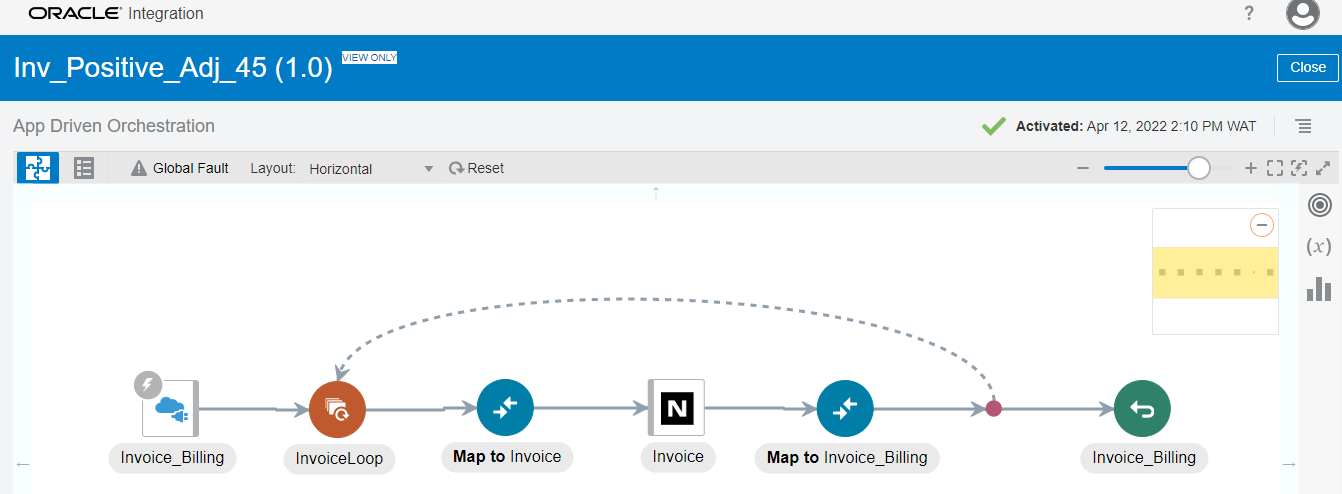 ORACLE Integration
?
Inv_Positive_Adj_45 (1.0) VIEW ONLY
Close
App Driven Orchestration
Activated: Apr 12, 2022 2:10 PM WAT
Global Fault Layout: Horizontal Reset
(x)
N
Invoice_Billing
InvoiceLoop
Map to Invoice
Invoice
Map to Invoice_Billing
Invoice_Billing